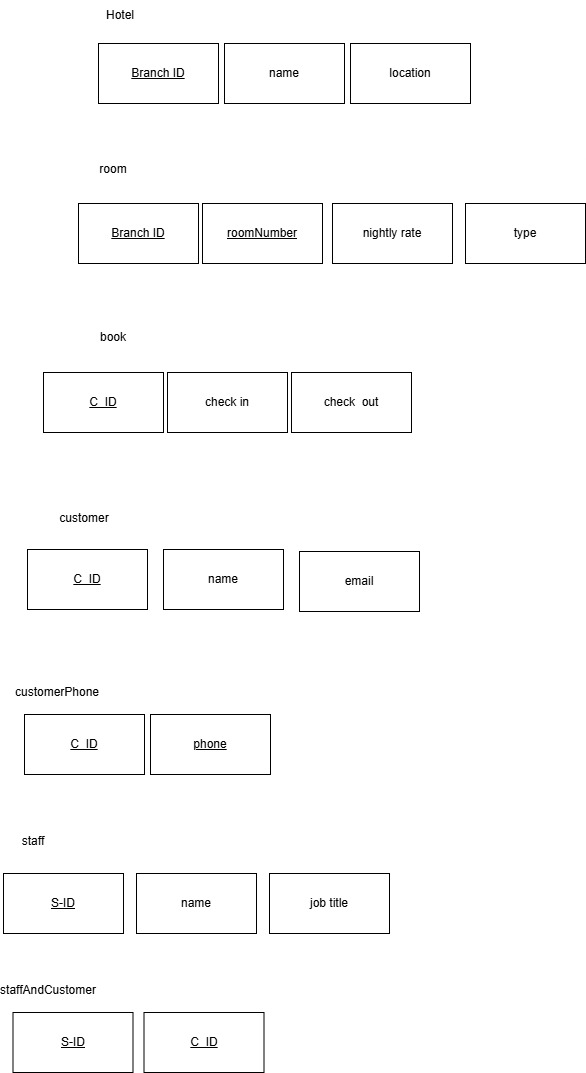 Hotel
Branch ID name location
room
Branch ID roomNumber nightly rate type
book
C_ID check in check out
customer
C_ID name email
customerPhone
C_ID phone
staff
S-ID name job title
staffAndCustomer
S-ID C_ID